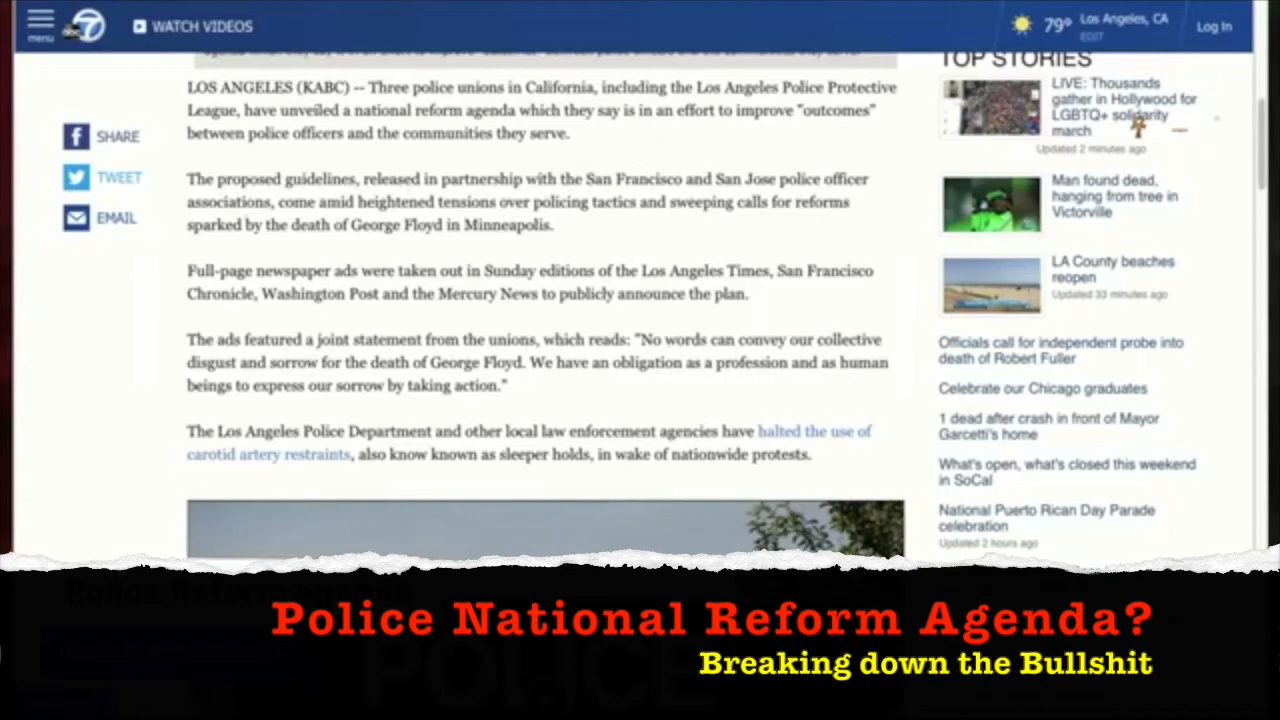 menu
abc 7
WATCH VIDEOS
79°
Los Angeles, CA
EDIT
Log In
SHARE
TWEET
EMAIL
LOS ANGELES (KABC) -- Three police unions in California, including the Los Angeles Police Protective
League, have unveiled a national reform agenda which they say is in an effort to improve "outcomes"
between police officers and the communities they serve.
The proposed guidelines, released in partnership with the San Francisco and San Jose police officer
associations, come amid heightened tensions over policing tactics and sweeping calls for reforms
sparked by the death of George Floyd in Minneapolis.
Full-page newspaper ads were taken out in Sunday editions of the Los Angeles Times, San Francisco
Chronicle, Washington Post and the Mercury News to publicly announce the plan.
The ads featured a joint statement from the unions, which reads: "No words can convey our collective
disgust and sorrow for the death of George Floyd. We have an obligation as a profession and as human
beings to express our sorrow by taking action."
The Los Angeles Police Department and other local law enforcement agencies have halted the use of
carotid artery restraints, also know known as sleeper holds, in wake of nationwide protests.
TOP STORIES
LIVE: Thousands
gather in Hollywood for
LGBTQ+ solidarity
march
Updated 2 minutes ago
Man found dead,
hanging from tree in
Victorville
LA County beaches
reopen
Updated 33 minutes ago
Officials call for independent probe into
death of Robert Fuller
Celebrate our Chicago graduates
1 dead after crash in front of Mayor
Garcetti's home
What's open, what's closed this weekend
in SoCal
National Puerto Rican Day Parade
celebration
Updated 2 hours ago
Police Reform agenda
POLICE
Police National Reform Agenda?
Breaking down the Bullshit